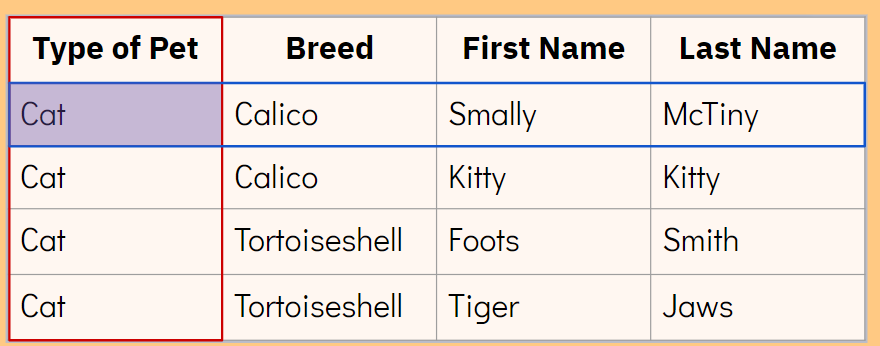 Type of Pet Breed First Name Last Name
Cat Calico Smally McTiny
Cat Calico Kitty Kitty
Cat Tortoiseshell Foots Smith
Cat Tortoiseshell Tiger Jaws